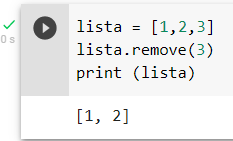 lista = [1,2,3]
0 s
lista.remove(3)
print (lista)
[1, 2]